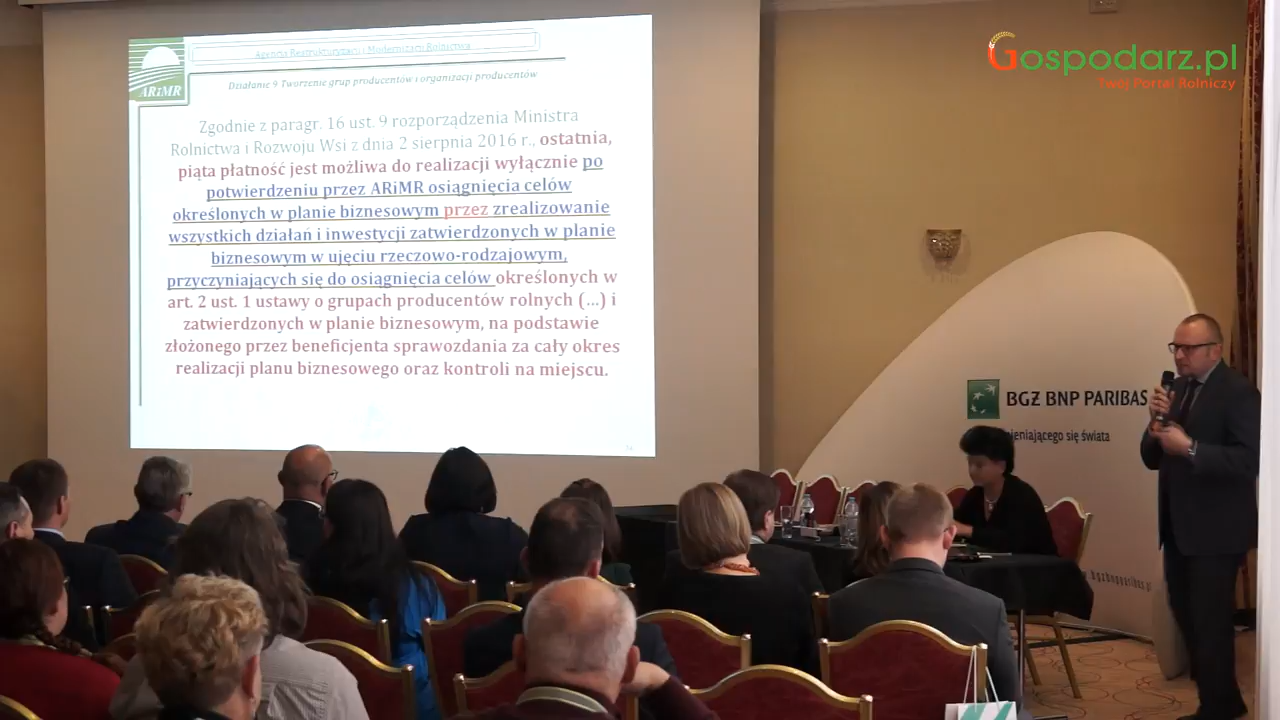 Gospodarz.pl
Twój Portal Rolniczy
Agencja Restrukturyzacji i Modernizacji Rolnictwa
ARiMR
Działanie 9 Tworzenie grup producentów i organizacji producentów
Zgodnie z paragr. 16 ust. 9 rozporządzenia Ministra
Rolnictwa i Rozwoju Wsi z dnia 2 sierpnia 2016 r., ostatnia,
piąta płatność jest możliwa do realizacji wyłącznie po
potwierdzeniu przez ARiMR osiągnięcia celów
określonych w planie biznesowym przez zrealizowanie
wszystkich działań i inwestycji zatwierdzonych w planie
biznesowym w ujęciu rzeczowo-rodzajowym,
przyczyniających się do osiągnięcia celów określonych w
art. 2 ust. 1 ustawy o grupach producentów rolnych (...) i
zatwierdzonych w planie biznesowym, na podstawie
złożonego przez beneficjenta sprawozdania za cały okres
realizacji planu biznesowego oraz kontroli na miejscu.
BGŻ BNP PARIBAS
się świata